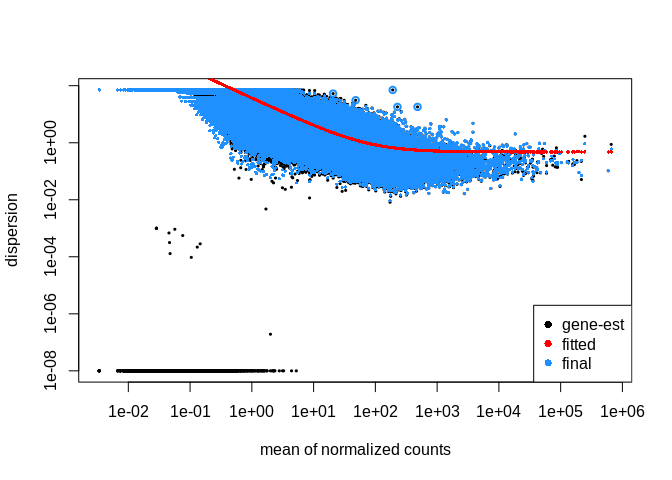 dispersion
1e+00
1e-02
1e-04
1e-06
1e-08
gene-est
fitted
final
1e-02 1e-01 1e+00 1e+01 1e+02 1e+03 1e+04 1e+05 1e+06
mean of normalized counts